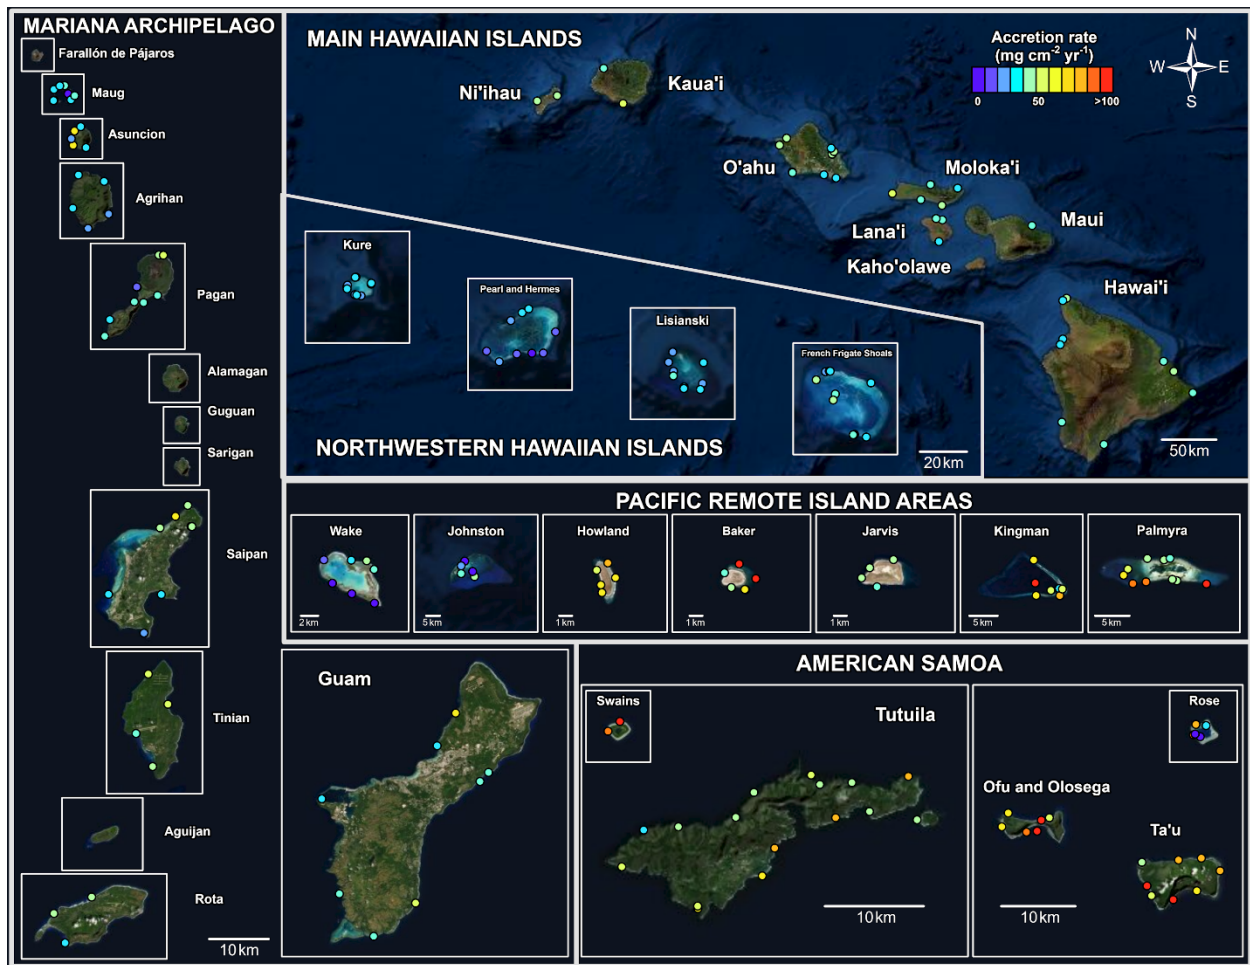 MARIANA ARCHIPELAGO
Farallón de Pájaros
Maug
Asuncion
Agrihan
Pagan
Alamagan
Guguan
Sarigan
Saipan
Tinian
Aguijan
Rota
10 km
MAIN HAWAIIAN ISLANDS
Accretion rate
(mg cm⁻² yr⁻¹)
0 50 >100
N
W E
S
Ni'ihau
Kaua'i
O'ahu
Moloka'i
Lana'i
Maui
Kaho'olawe
Hawai'i
50 km
Kure
Pearl and Hermes
Lisianski
French Frigate Shoals
NORTHWESTERN HAWAIIAN ISLANDS
20 km
PACIFIC REMOTE ISLAND AREAS
Wake
2 km
Johnston
5 km
Howland
1 km
Baker
1 km
Jarvis
1 km
Kingman
5 km
Palmyra
5 km
Guam
AMERICAN SAMOA
Swains
Tutuila
10 km
Rose
Ofu and Olosega
Ta'u
10 km